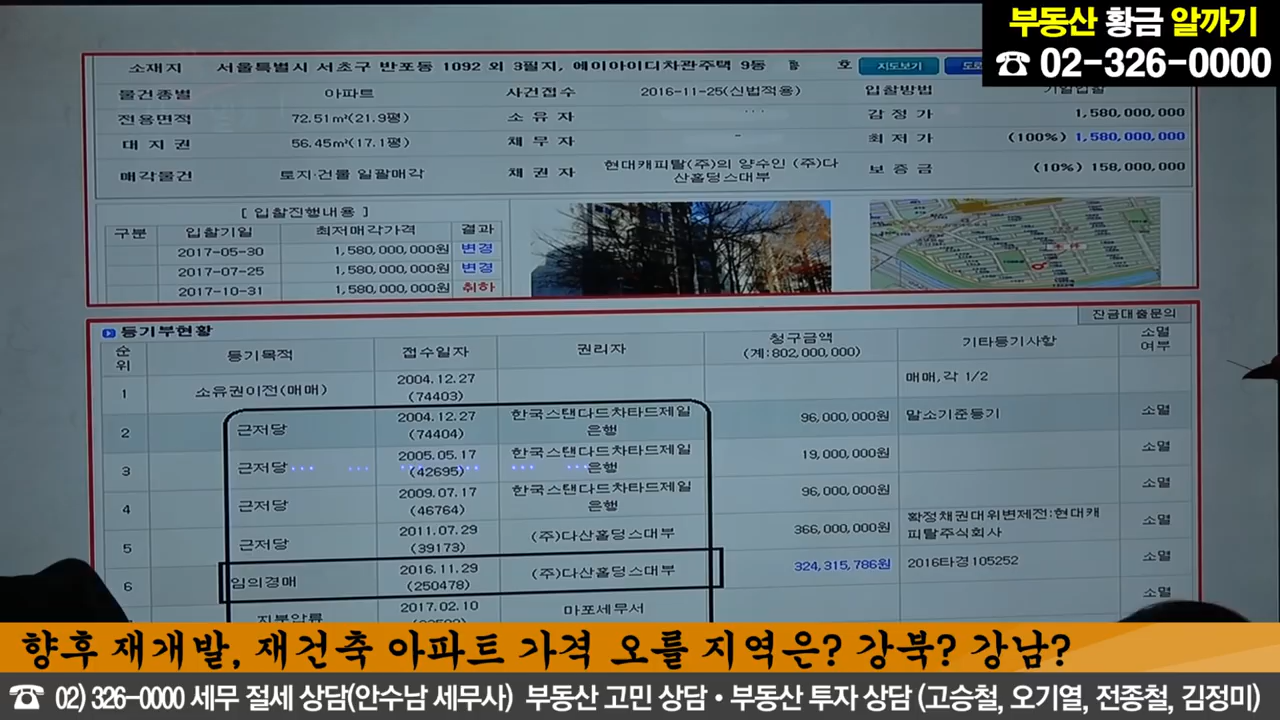 부동산 황금 알까기
☎ 02-326-0000
소재지 서울특별시 서초구 반포동 1092 외 3필지, 에이아이디차관주택 9동 호 지도보기
물건종별 아파트 사건접수 2016-11-25(신법적용) 입찰방법 기일입찰
전용면적 72.51㎡(21.9평) 소유자 감정가 1,580,000,000
대지권 56.45㎡(17.1평) 채무자 최저가 (100%) 1,580,000,000
매각물건 토지·건물 일괄매각 채권자 현대캐피탈(주)의 양수인 (주)다산홀딩스대부 보증금 (10%) 158,000,000
[ 입찰진행내용 ]
구분 입찰기일 최저매각가격 결과
2017-05-30 1,580,000,000원 변경
2017-07-25 1,580,000,000원 변경
2017-10-31 1,580,000,000원 취하
등기부현황 잔금대출문의
순위 등기목적 접수일자 권리자 청구금액 (계:802,000,000) 기타등기사항 소멸여부
1 소유권이전(매매) 2004.12.27 (74403) 매매,각 1/2
2 근저당 2004.12.27 (74404) 한국스탠다드차타드제일은행 96,000,000원 말소기준등기 소멸
3 근저당 2005.05.17 (42695) 한국스탠다드차타드제일은행 19,000,000원 소멸
4 근저당 2009.07.17 (46764) 한국스탠다드차타드제일은행 96,000,000원 소멸
5 근저당 2011.07.29 (39173) (주)다산홀딩스대부 366,000,000원 확정채권대위변제전:현대캐피탈주식회사 소멸
6 임의경매 2016.11.29 (250478) (주)다산홀딩스대부 324,315,786원 2016타경105252 소멸
지분압류 2017.02.10 마포세무서 소멸
향후 재개발, 재건축 아파트 가격 오를 지역은? 강북? 강남?
☎ 02) 326-0000 세무 절세 상담(안수남 세무사) 부동산 고민 상담 • 부동산 투자 상담 (고승철, 오기열, 전종철, 김정미)